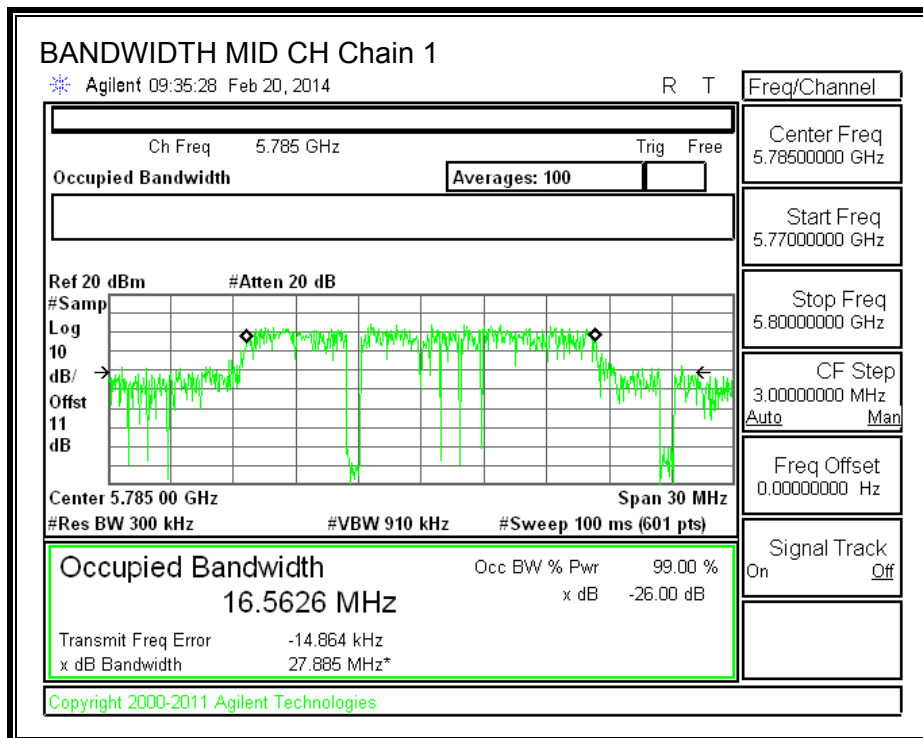 BANDWIDTH MID CH Chain 1
Agilent 09:35:28 Feb 20, 2014 R T
Freq/Channel
Ch Freq 5.785 GHz Trig Free
Occupied Bandwidth Averages: 100
Center Freq
5.78500000 GHz
Start Freq
5.77000000 GHz
Stop Freq
5.80000000 GHz
CF Step
3.00000000 MHz
Auto Man
Freq Offset
0.00000000 Hz
Signal Track
On Off
Ref 20 dBm #Atten 20 dB
#Samp
Log
10
dB/
Offst
11
dB
Center 5.785 00 GHz Span 30 MHz
#Res BW 300 kHz #VBW 910 kHz #Sweep 100 ms (601 pts)
Occupied Bandwidth Occ BW % Pwr 99.00 %
16.5626 MHz x dB -26.00 dB
Transmit Freq Error -14.864 kHz
x dB Bandwidth 27.885 MHz*
Copyright 2000-2011 Agilent Technologies